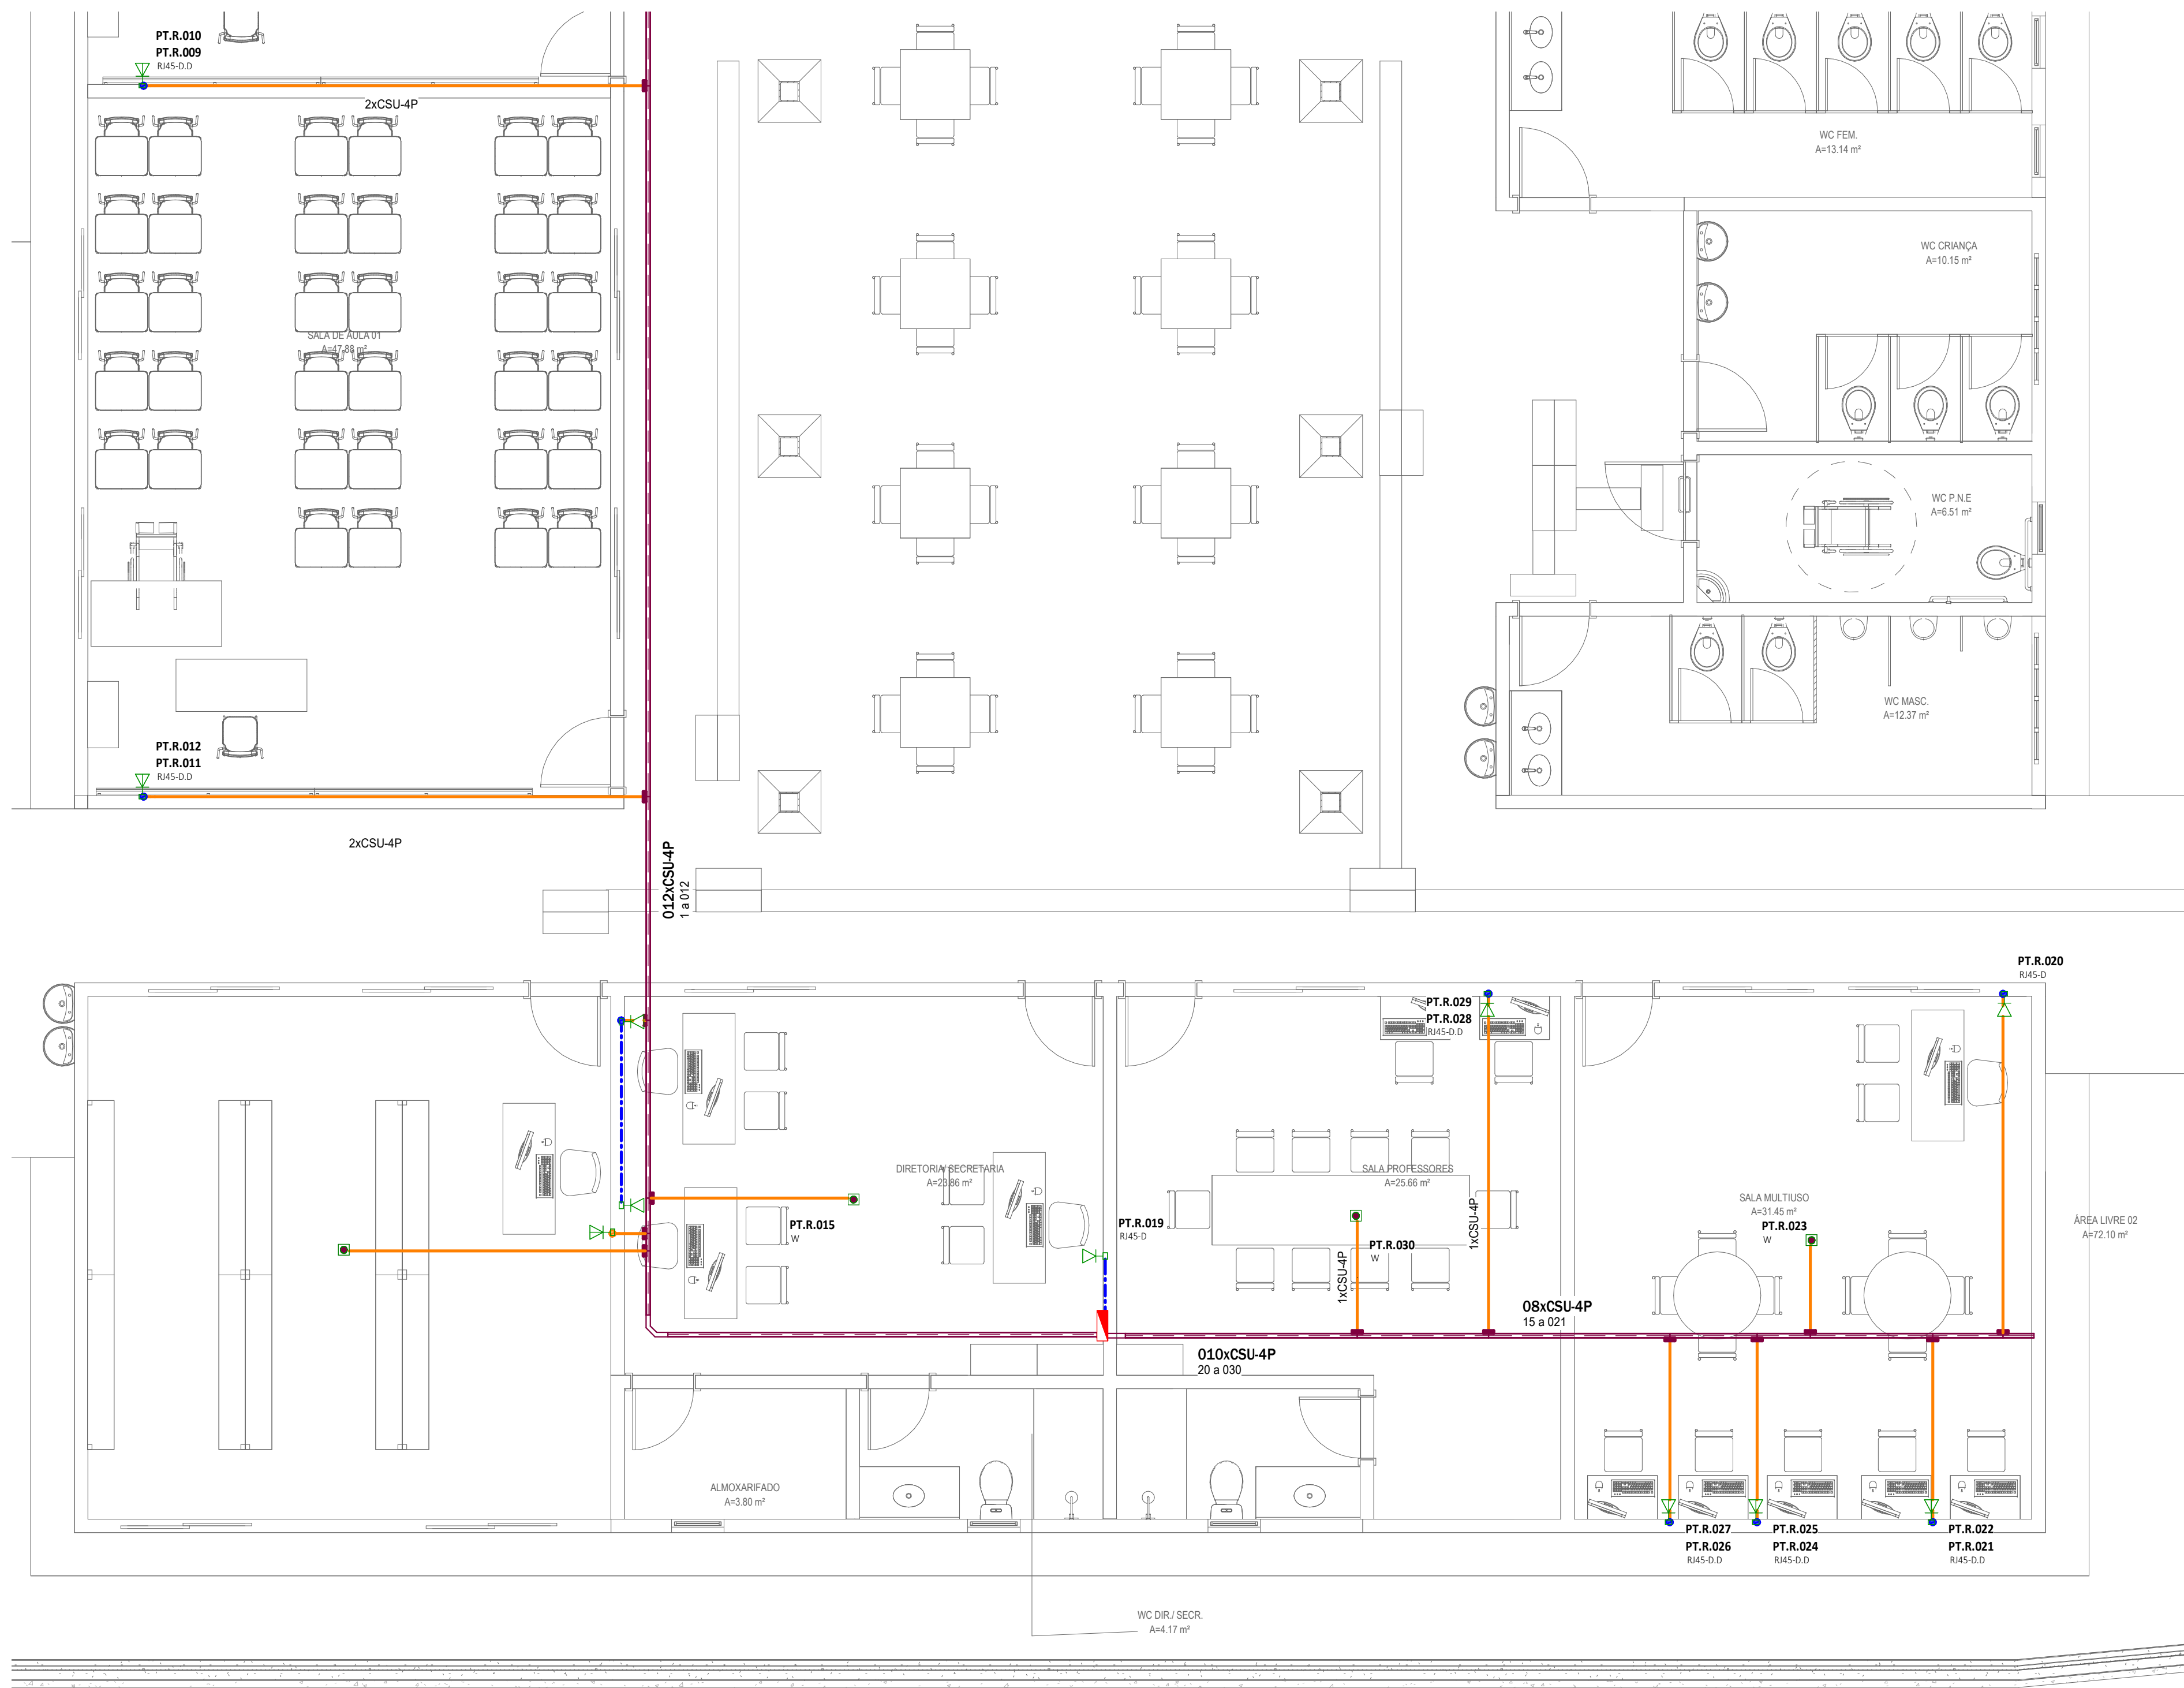 PT.R.010
PT.R.009
RJ45-D.D
2xCSU-4P
WC FEM.
A=13.14 m²
WC CRIANÇA
A=10.15 m²
SALA DE AULA 01
A=47.88 m²
WC P.N.E
A=6.51 m²
WC MASC.
A=12.37 m²
PT.R.012
PT.R.011
RJ45-D.D
2xCSU-4P
012xCSU-4P
1 a 012
PT.R.020
RJ45-D
PT.R.029
PT.R.028
RJ45-D.D
DIRETORIA/ SECRETARIA
A=23.86 m²
SALA PROFESSORES
A=25.66 m²
1xCSU-4P
SALA MULTIUSO
A=31.45 m²
PT.R.023
W
ÁREA LIVRE 02
A=72.10 m²
PT.R.015
W
PT.R.019
RJ45-D
PT.R.030
W
1xCSU-4P
08xCSU-4P
15 a 021
010xCSU-4P
20 a 030
ALMOXARIFADO
A=3.80 m²
PT.R.027
PT.R.026
RJ45-D.D
PT.R.025
PT.R.024
RJ45-D.D
PT.R.022
PT.R.021
RJ45-D.D
WC DIR./ SECR.
A=4.17 m²